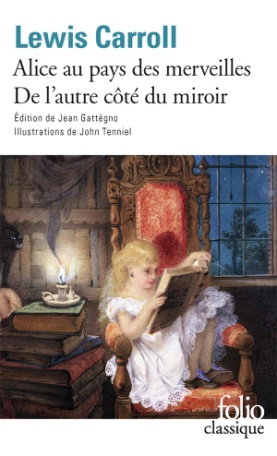 Lewis Carroll
Alice au pays des merveilles
De l'autre côté du miroir
Édition de Jean Gattégno
Illustrations de John Tenniel
folio
classique